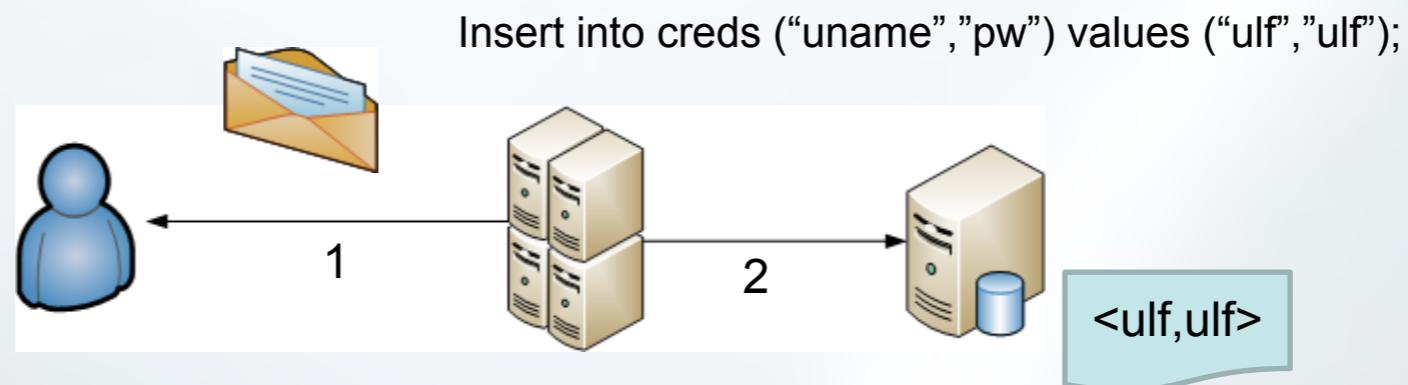 Insert into creds (“uname”,”pw”) values (“ulf”,”ulf”);
1
2
<ulf,ulf>